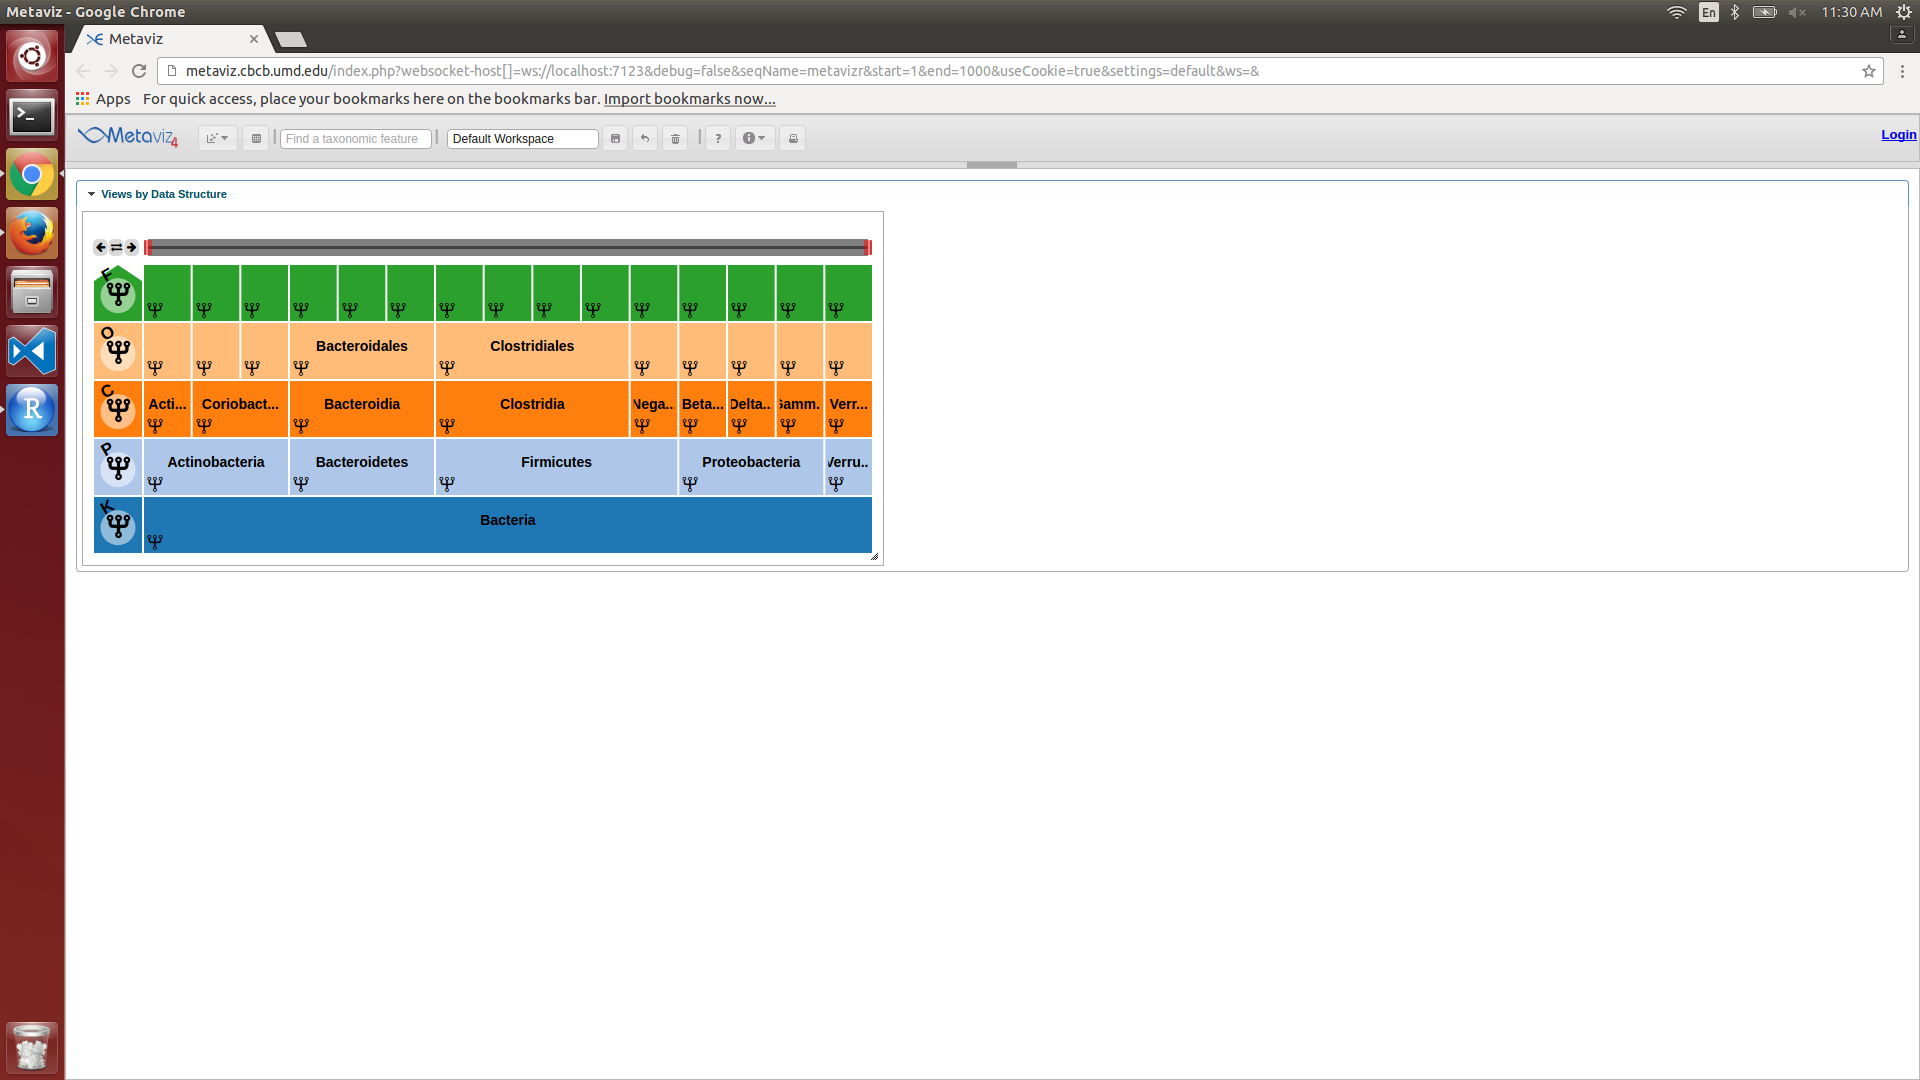 Metaviz - Google Chrome
En
11:30 AM
Metaviz
metaviz.cbcb.umd.edu/index.php?websocket-host[]=ws://localhost:7123&debug=false&seqName=metavizr&start=1&end=1000&useCookie=true&settings=default&ws=&
Apps For quick access, place your bookmarks here on the bookmarks bar. Import bookmarks now...
Metaviz 4
Find a taxonomic feature
Default Workspace
?
Login
Views by Data Structure
F
O
Bacteroidales Clostridiales
C
Acti... Coriobact... Bacteroidia Clostridia Nega... Beta... Delta... Gamm. Verr...
P
Actinobacteria Bacteroidetes Firmicutes Proteobacteria Verru..
K
Bacteria
R